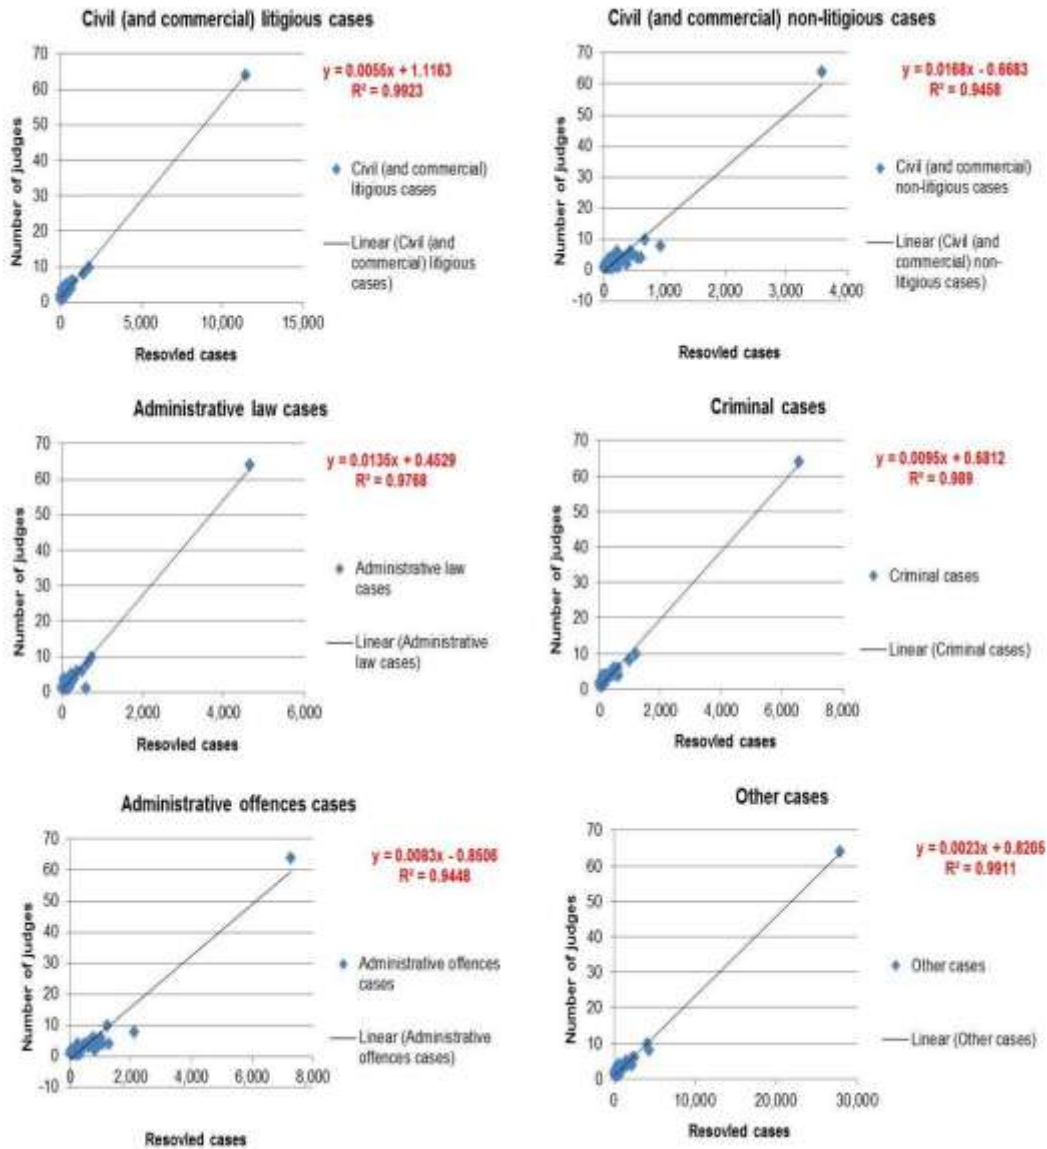 Civil (and commercial) litigious cases
70
60
50
40
30
20
10
0
0
5,000
10,000
15,000
Number of judges
Resovled cases
y = 0.0055x + 1.1163
R² = 0.9923
Civil (and commercial)
litigious cases
Linear (Civil (and
commercial) litigious
cases)
Civil (and commercial) non-litigious cases
70
60
50
40
30
20
10
0
-10
0
1,000
2,000
3,000
4,000
Number of judges
Resovled cases
y = 0.0168x - 0.6683
R² = 0.9458
Civil (and commercial)
non-litigious cases
Linear (Civil (and
commercial) non-
litigious cases)
Administrative law cases
70
60
50
40
30
20
10
0
0
2,000
4,000
6,000
Number of judges
Resovled cases
y = 0.0135x + 0.4529
R² = 0.9768
Administrative law
cases
Linear (Administrative
law cases)
Criminal cases
70
60
50
40
30
20
10
0
0
2,000
4,000
6,000
8,000
Number of judges
Resovled cases
y = 0.0095x + 0.6812
R² = 0.989
Criminal cases
Linear (Criminal cases)
Administrative offences cases
70
60
50
40
30
20
10
0
-10
0
2,000
4,000
6,000
8,000
Number of judges
Resovled cases
y = 0.0083x - 0.8506
R² = 0.9448
Administrative offences
cases
Linear (Administrative
offences cases)
Other cases
70
60
50
40
30
20
10
0
0
10,000
20,000
30,000
Number of judges
Resovled cases
y = 0.0023x + 0.8205
R² = 0.9911
Other cases
Linear (Other cases)